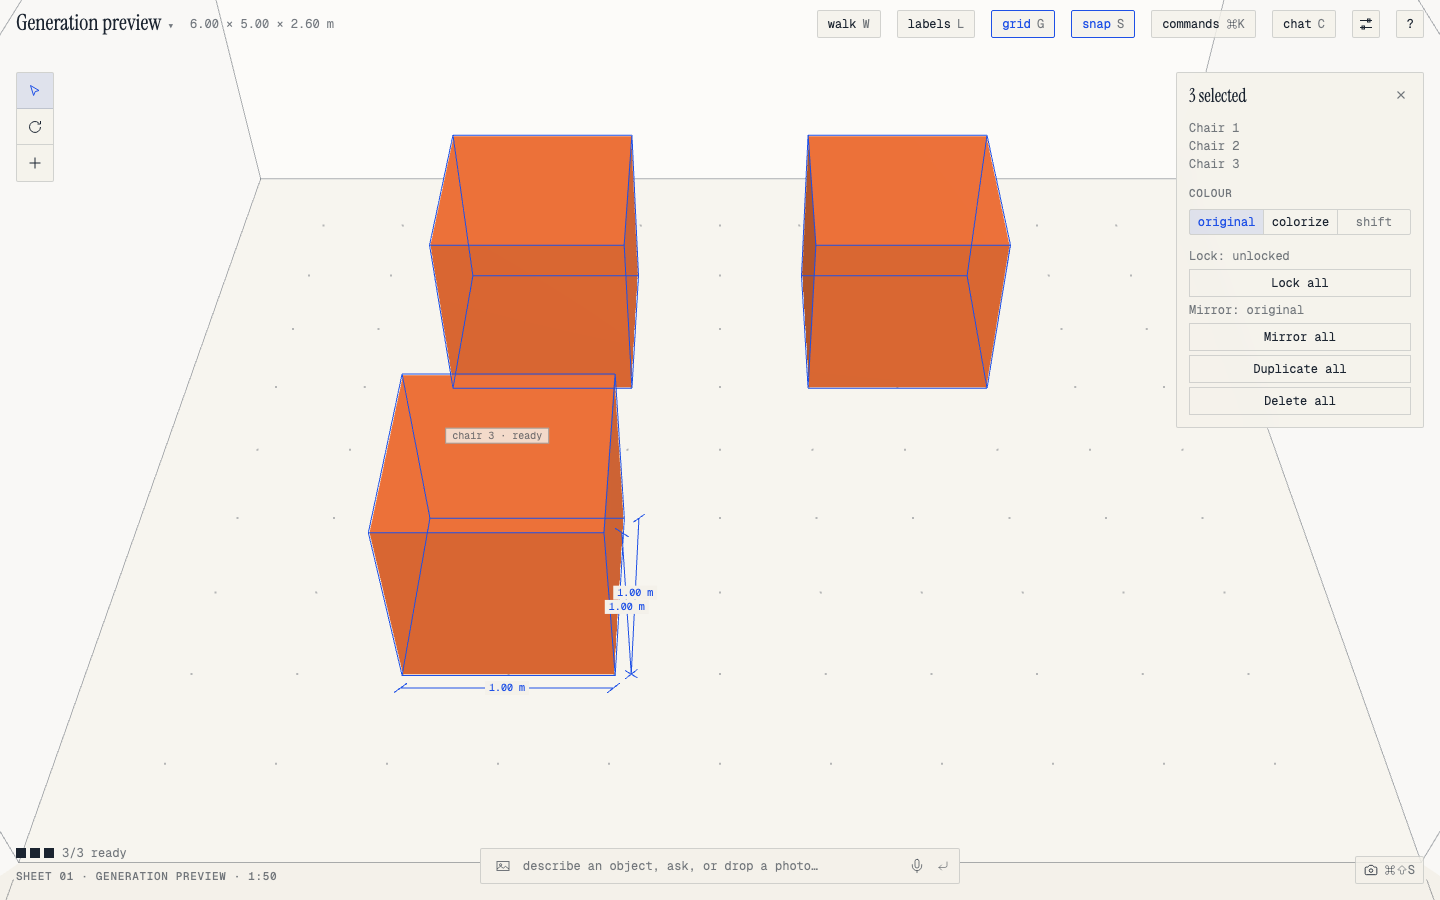 Generation preview ▾ 6.00 × 5.00 × 2.60 m
walk W
labels L
grid G
snap S
commands ⌘K
chat C
?
3 selected ×
Chair 1
Chair 2
Chair 3
COLOUR
original colorize shift
Lock: unlocked
Lock all
Mirror: original
Mirror all
Duplicate all
Delete all
chair 3 · ready
1.00 m
1.00 m
1.00 m
3/3 ready
SHEET 01 · GENERATION PREVIEW · 1:50
describe an object, ask, or drop a photo…
⌘⇧S